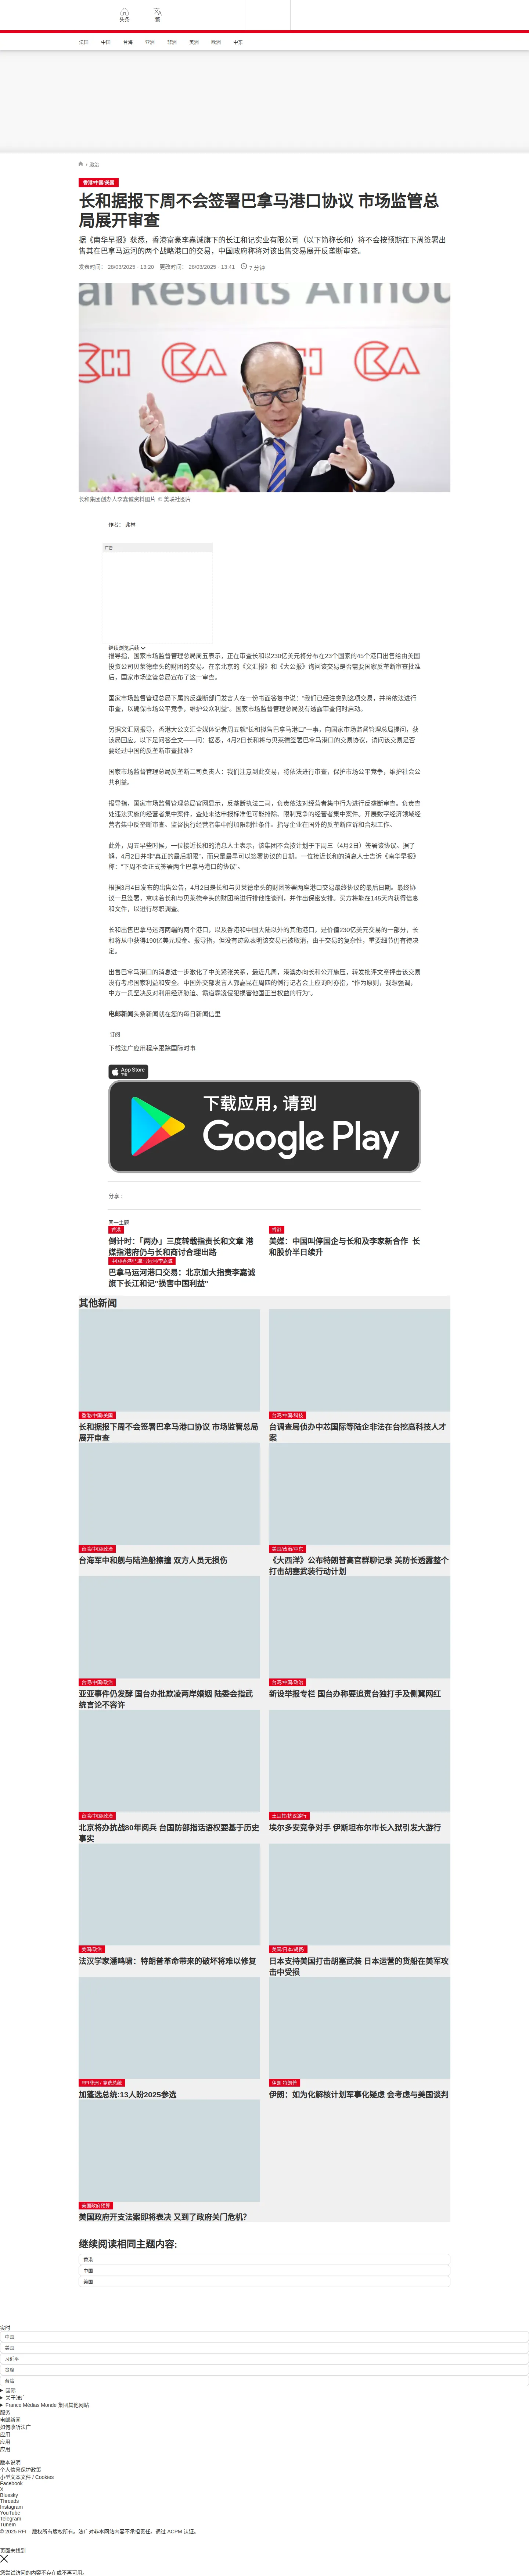 头条
繁
法国
中国
台海
亚洲
非洲
美洲
欧洲
中东
/ 政治
香港/中国/美国
长和据报下周不会签署巴拿马港口协议 市场监管总
局展开审查
据《南华早报》获悉，香港富豪李嘉诚旗下的长江和记实业有限公司（以下简称长和）将不会按预期在下周签署出
售其在巴拿马运河的两个战略港口的交易，中国政府称将对该出售交易展开反垄断审查。
发表时间： 28/03/2025 - 13:20 更改时间： 28/03/2025 - 13:41 7 分钟
al Results Annou
长和集团创办人李嘉诚资料图片 © 美联社图片
作者： 弗林
广告
继续浏览后续
报导指，国家市场监督管理总局周五表示，正在审查长和以230亿美元将分布在23个国家的45个港口出售给由美国
投资公司贝莱德牵头的财团的交易。在亲北京的《文汇报》和《大公报》询问该交易是否需要国家反垄断审查批准
后，国家市场监管总局宣布了这一审查。
国家市场监督管理总局下属的反垄断部门发言人在一份书面答复中说：“我们已经注意到这项交易，并将依法进行
审查，以确保市场公平竞争，维护公众利益”。国家市场监督管理总局没有透露审查何时启动。
另据文汇网报导，香港大公文汇全媒体记者周五就“长和拟售巴拿马港口”一事，向国家市场监督管理总局提问，获
该局回应。以下是问答全文——问：据悉，4月2日长和将与贝莱德签署巴拿马港口的交易协议，请问该交易是否
要经过中国的反垄断审查批准？
国家市场监督管理总局反垄断二司负责人：我们注意到此交易，将依法进行审查，保护市场公平竞争，维护社会公
共利益。
报导指，国家市场监督管理总局官网显示，反垄断执法二司，负责依法对经营者集中行为进行反垄断审查。负责查
处违法实施的经营者集中案件，查处未达申报标准但可能排除、限制竞争的经营者集中案件。开展数字经济领域经
营者集中反垄断审查。监督执行经营者集中附加限制性条件。指导企业在国外的反垄断应诉和合规工作。
此外，周五早些时候，一位接近长和的消息人士表示，该集团不会按计划于下周三（4月2日）签署该协议。据了
解，4月2日并非“真正的最后期限”，而只是最早可以签署协议的日期。一位接近长和的消息人士告诉《南华早报》
称：“下周不会正式签署两个巴拿马港口的协议”。
根据3月4日发布的出售公告，4月2日是长和与贝莱德牵头的财团签署两座港口交易最终协议的最后日期。最终协
议一旦签署，意味着长和与贝莱德牵头的财团将进行排他性谈判，并作出保密安排。买方将能在145天内获得信息
和文件，以进行尽职调查。
长和出售巴拿马运河两端的两个港口，以及香港和中国大陆以外的其他港口，是价值230亿美元交易的一部分，长
和将从中获得190亿美元现金。报导指，但没有迹象表明该交易已被取消，由于交易的复杂性，重要细节仍有待决
定。
出售巴拿马港口的消息进一步激化了中美紧张关系，最近几周，港澳办向长和公开施压，转发批评文章抨击该交易
没有考虑国家利益和安全。中国外交部发言人郭嘉昆在周四的例行记者会上应询时亦指，“作为原则，我想强调，
中方一贯坚决反对利用经济胁迫、霸道霸凌侵犯损害他国正当权益的行为”。
电邮新闻头条新闻就在您的每日新闻信里
订阅
下载法广应用程序跟踪国际时事
App Store
下载
下载应用，请到
Google Play
分享 :
同一主题
香港
倒计时：「两办」三度转载指责长和文章 港
媒指港府仍与长和商讨合理出路
香港
美媒：中国叫停国企与长和及李家新合作 长
和股价半日续升
中国/香港/巴拿马运河/李嘉诚
巴拿马运河港口交易：北京加大指责李嘉诚
旗下长江和记"损害中国利益"
其他新闻
香港/中国/美国
长和据报下周不会签署巴拿马港口协议 市场监管总局
展开审查
台湾/中国/科技
台调查局侦办中芯国际等陆企非法在台挖高科技人才
案
台湾/中国/政治
台海军中和舰与陆渔船擦撞 双方人员无损伤
美国/政治/中东
《大西洋》公布特朗普高官群聊记录 美防长透露整个
打击胡塞武装行动计划
台湾/中国/政治
亚亚事件仍发酵 国台办批欺凌两岸婚姻 陆委会指武
统言论不容许
台湾/中国/政治
新设举报专栏 国台办称要追责台独打手及侧翼网红
台湾/中国/政治
北京将办抗战80年阅兵 台国防部指话语权要基于历史
事实
土耳其/抗议游行
埃尔多安竞争对手 伊斯坦布尔市长入狱引发大游行
美国/政治
法汉学家潘鸣啸：特朗普革命带来的破坏将难以修复
美国/日本/胡赛/
日本支持美国打击胡塞武装 日本运营的货船在美军攻
击中受损
RFI非洲 / 竞选总统
加蓬选总统:13人盼2025参选
伊朗 特朗普
伊朗：如为化解核计划军事化疑虑 会考虑与美国谈判
美国政府预算
美国政府开支法案即将表决 又到了政府关门危机？
继续阅读相同主题内容:
香港
中国
美国
实时
中国
美国
习近平
贪腐
台湾
国际
关于法广
France Médias Monde 集团其他网站
服务
电邮新闻
如何收听法广
应用
应用
应用
版本说明
个人信息保护政策
小型文本文件 / Cookies
Facebook
X
Bluesky
Threads
Instagram
YouTube
Telegram
TuneIn
© 2025 RFI – 版权所有版权所有。法广对非本网站内容不承担责任。通过 ACPM 认证。
页面未找到
您尝试访问的内容不存在或不再可用。